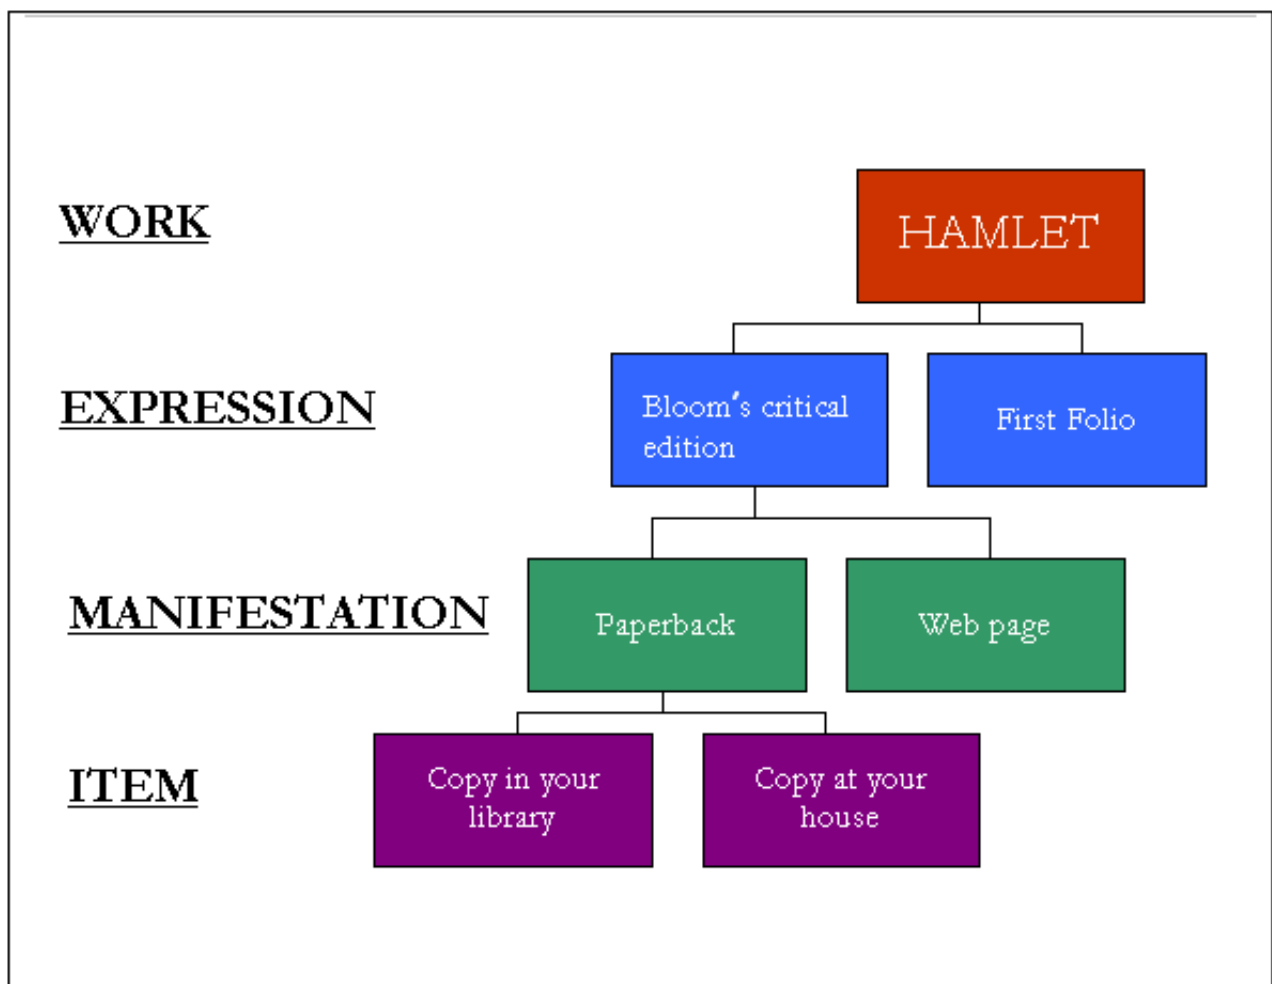 WORK
HAMLET
EXPRESSION
Bloom's critical
edition
First Folio
MANIFESTATION
Paperback
Web page
ITEM
Copy in your
library
Copy at your
house